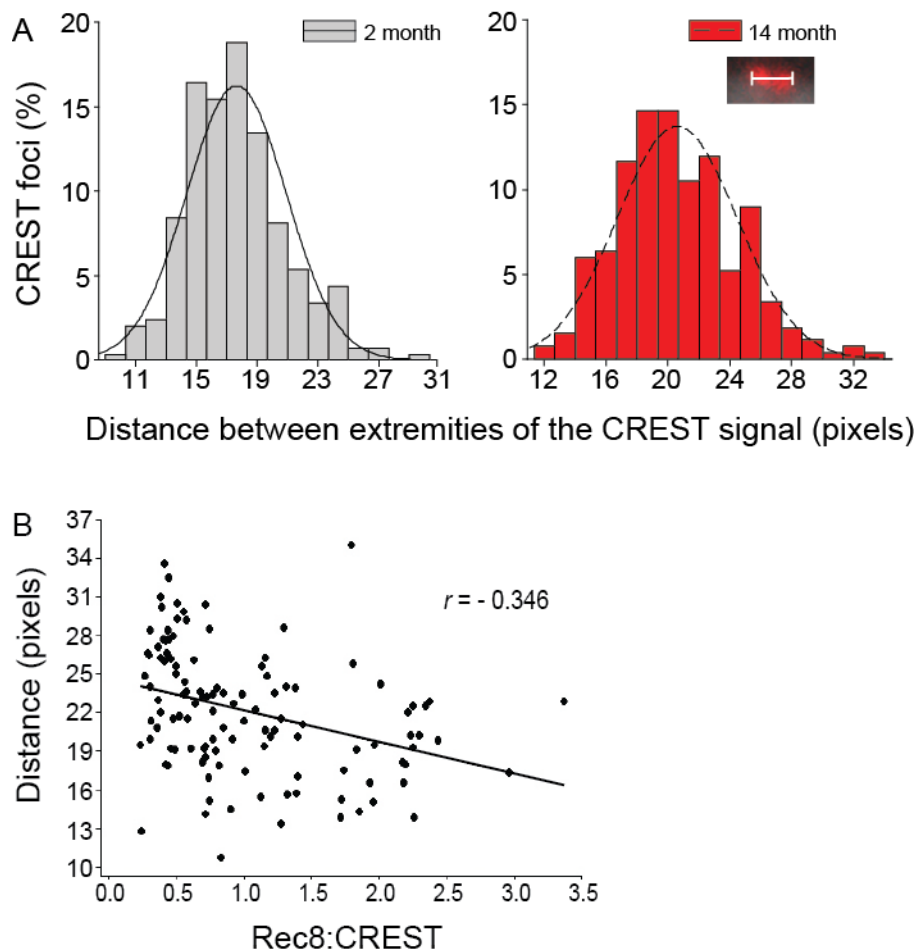 A
2 month
14 month
CREST foci (%)
20
15
10
5
0
11 15 19 23 27 31
20
15
10
5
0
12 16 20 24 28 32
Distance between extremities of the CREST signal (pixels)
B
Distance (pixels)
37
34
31
28
25
22
19
16
13
10
r = - 0.346
0.0 0.5 1.0 1.5 2.0 2.5 3.0 3.5
Rec8:CREST